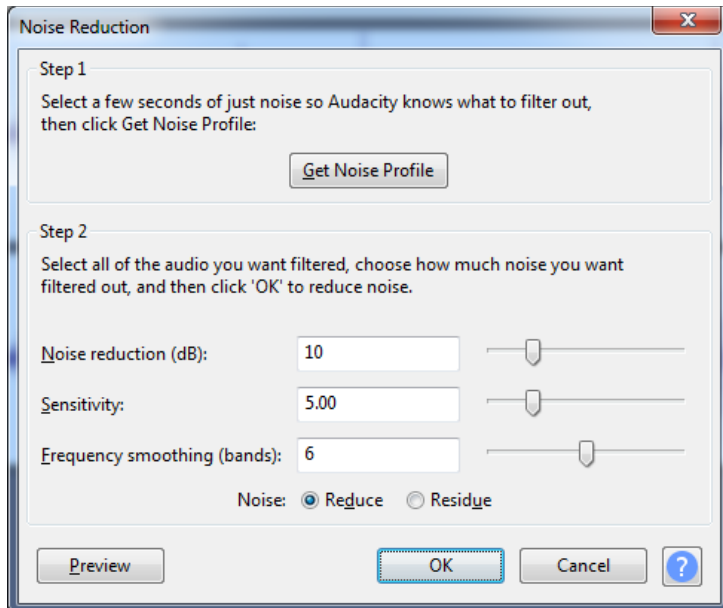 Noise Reduction
Step 1
Select a few seconds of just noise so Audacity knows what to filter out,
then click Get Noise Profile:
Get Noise Profile
Step 2
Select all of the audio you want filtered, choose how much noise you want
filtered out, and then click 'OK' to reduce noise.
Noise reduction (dB): 10
Sensitivity: 5.00
Frequency smoothing (bands): 6
Noise: Reduce Residue
Preview OK Cancel ?